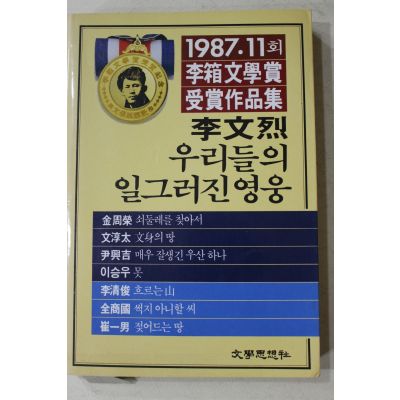 1987.11회
李箱文學賞
受賞作品集
李文烈
우리들의
일그러진영웅
金周榮 쇠둘레를 찾아서
文淳太 文身의 땅
尹興吉 매우 잘생긴 우산 하나
이승우 못
李清俊 흐르는 山
全商國 썩지 아니할 씨
崔一男 젖어드는 땅
文學思想社